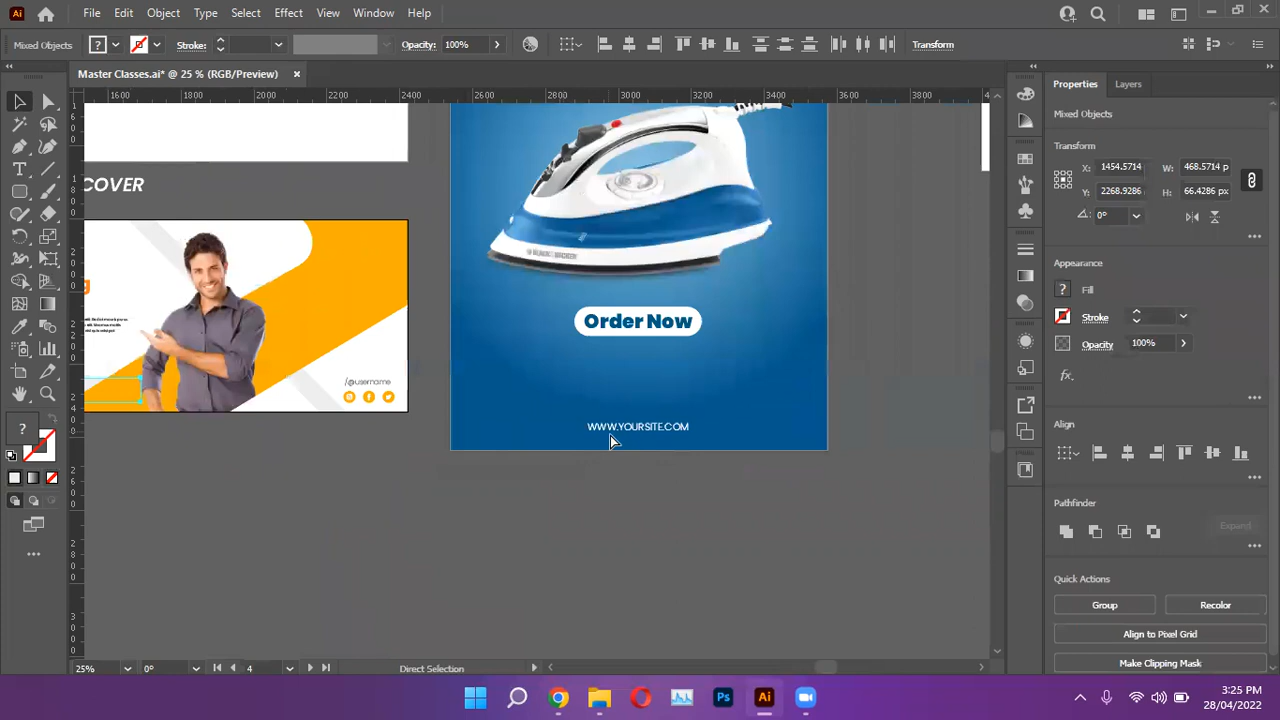 Ai
File Edit Object Type Select Effect View Window Help
Mixed Objects
?
Stroke:
Opacity: 100%
Transform
Master Classes.ai* @ 25 % (RGB/Preview)
1600 1800 2000 2200 2400 2600 2800 3000 3200 3400 3600 3800
COVER
/@username
BLACK&DECKER
Order Now
WWW.YOURSITE.COM
Properties Layers
Mixed Objects
Transform
X: 1454.5714 W: 468.5714 p
Y: 2268.9286 H: 66.4286 px
0°
Appearance
? Fill
Stroke
Opacity 100%
fx.
Align
Pathfinder
Expand
Quick Actions
Group Recolor
Align to Pixel Grid
Make Clipping Mask
25% 0° 4 Direct Selection
Ps Ai
3:25 PM
28/04/2022